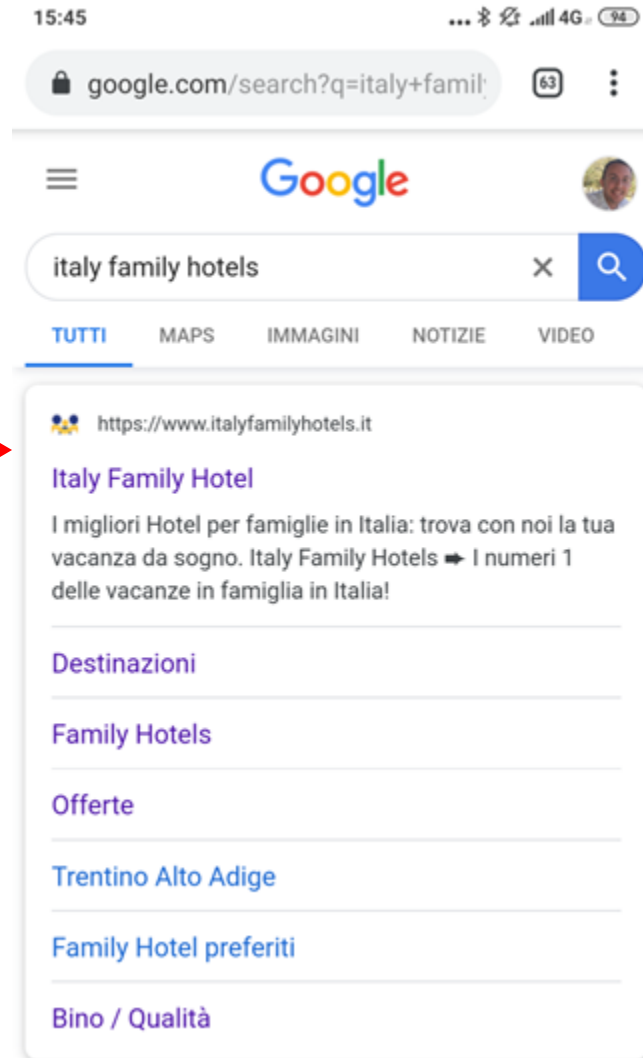 15:45 ... 4G 94
google.com/search?q=italy+famil 63
Google
italy family hotels
TUTTI MAPS IMMAGINI NOTIZIE VIDEO
https://www.italyfamilyhotels.it
Italy Family Hotel
I migliori Hotel per famiglie in Italia: trova con noi la tua
vacanza da sogno. Italy Family Hotels ➨ I numeri 1
delle vacanze in famiglia in Italia!
Destinazioni
Family Hotels
Offerte
Trentino Alto Adige
Family Hotel preferiti
Bino / Qualità